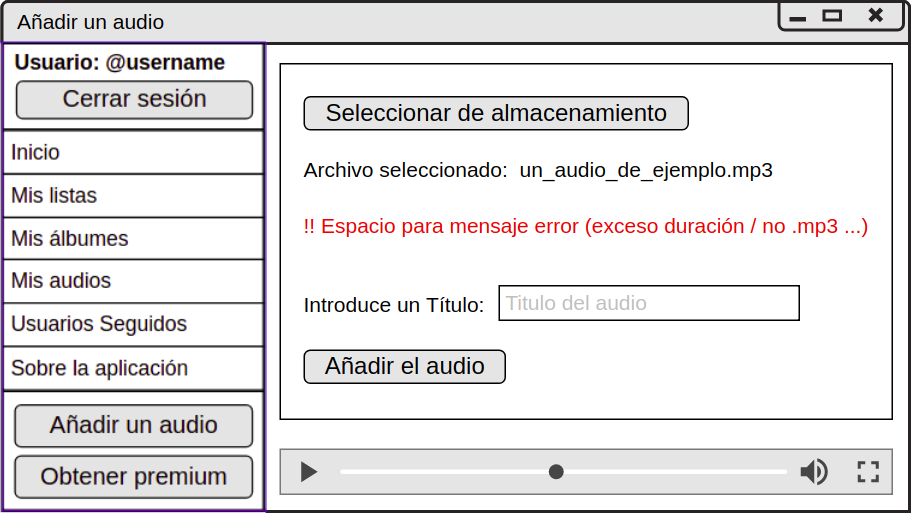 Añadir un audio
Usuario: @username
Cerrar sesión
Inicio
Mis listas
Mis álbumes
Mis audios
Usuarios Seguidos
Sobre la aplicación
Añadir un audio
Obtener premium
Seleccionar de almacenamiento
Archivo seleccionado: un_audio_de_ejemplo.mp3
!! Espacio para mensaje error (exceso duración / no .mp3 ...)
Introduce un Título: Titulo del audio
Añadir el audio